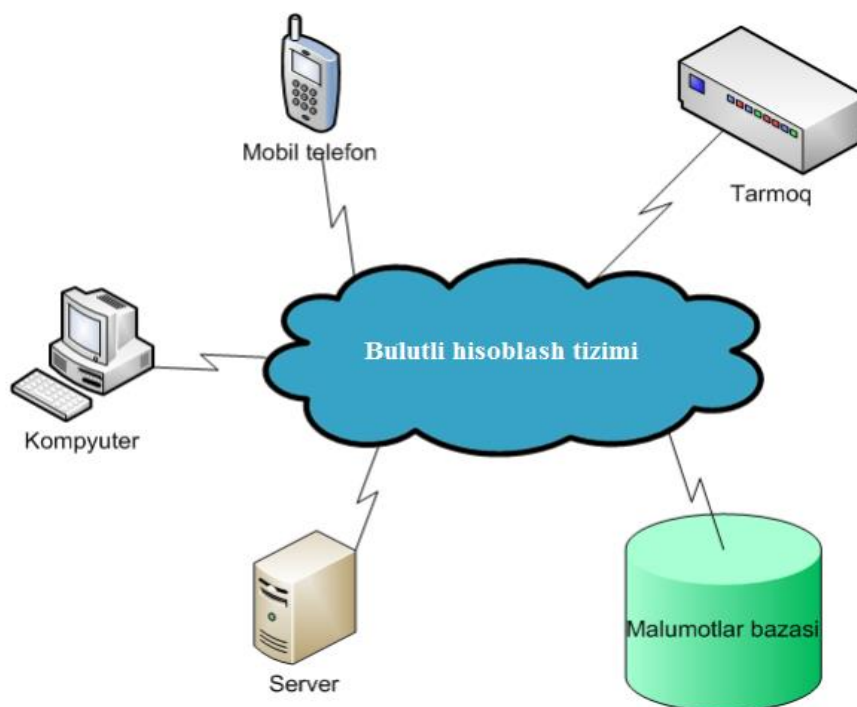 Mobil telefon
Tarmoq
Bulutli hisoblash tizimi
Kompyuter
Malumotlar bazasi
Server